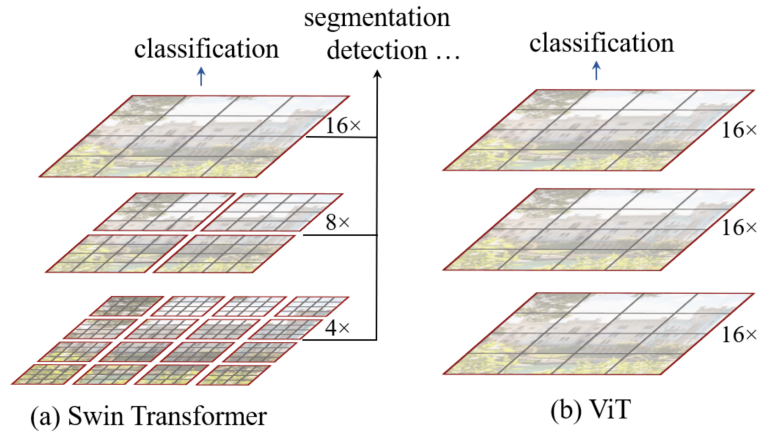 segmentation
classification
detection ...
classification
16×
16×
8×
16×
4×
16×
(a) Swin Transformer
(b) ViT